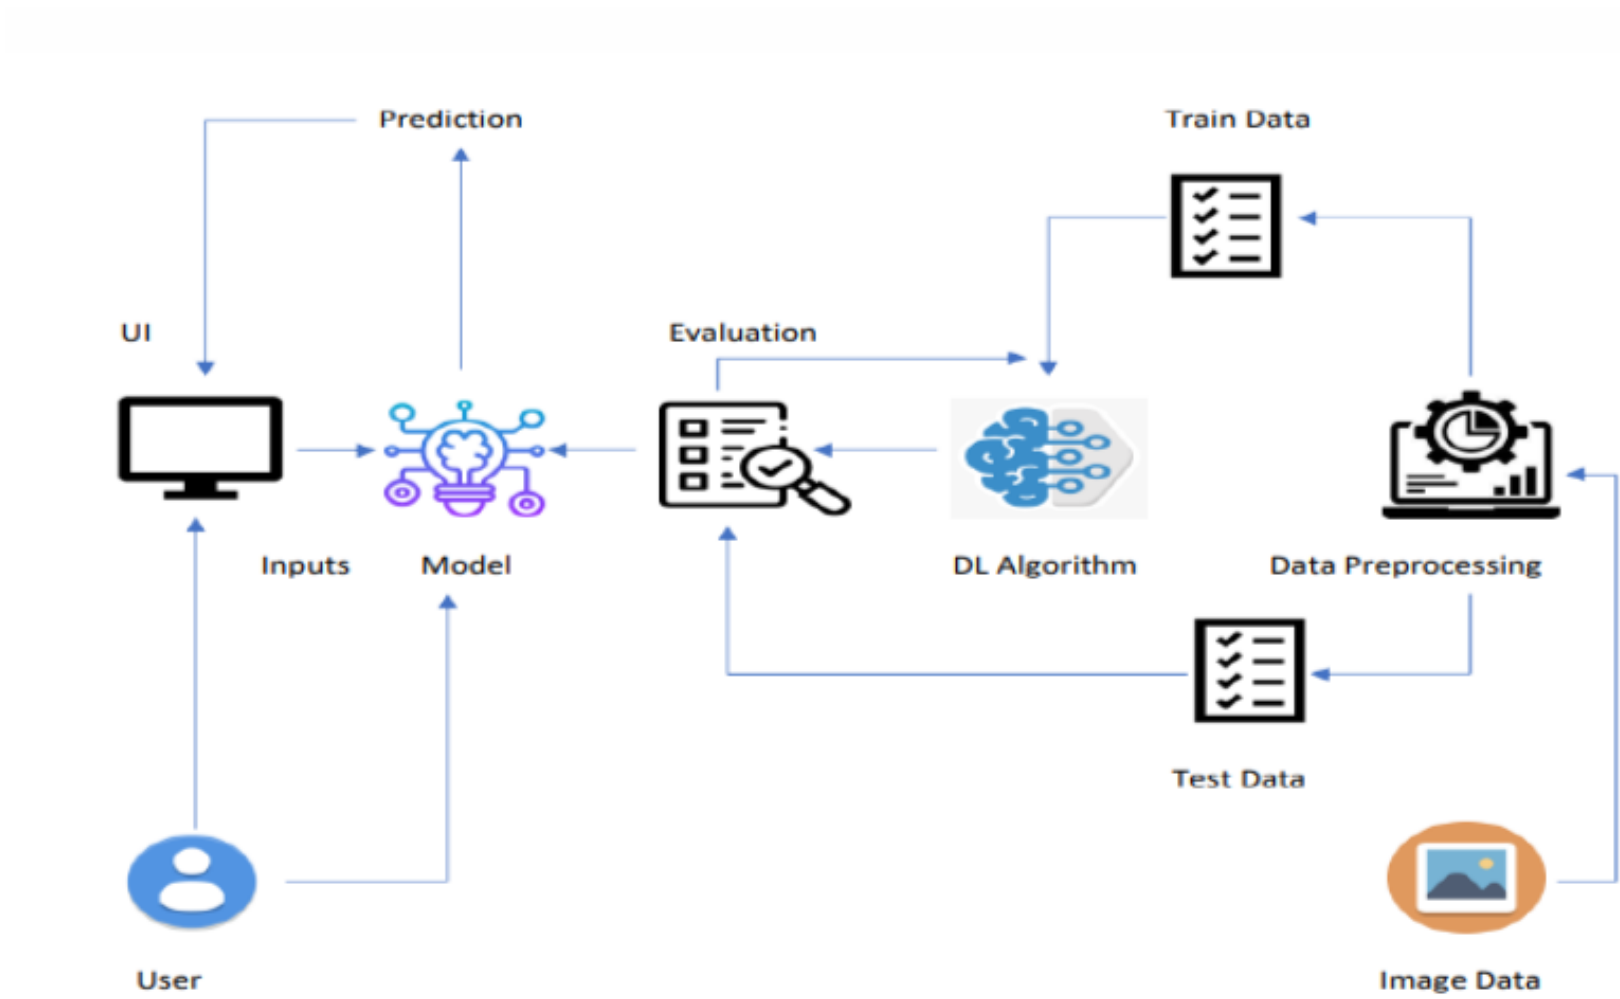 Prediction
Train Data
UI
Evaluation
Inputs
Model
DL Algorithm
Data Preprocessing
Test Data
User
Image Data